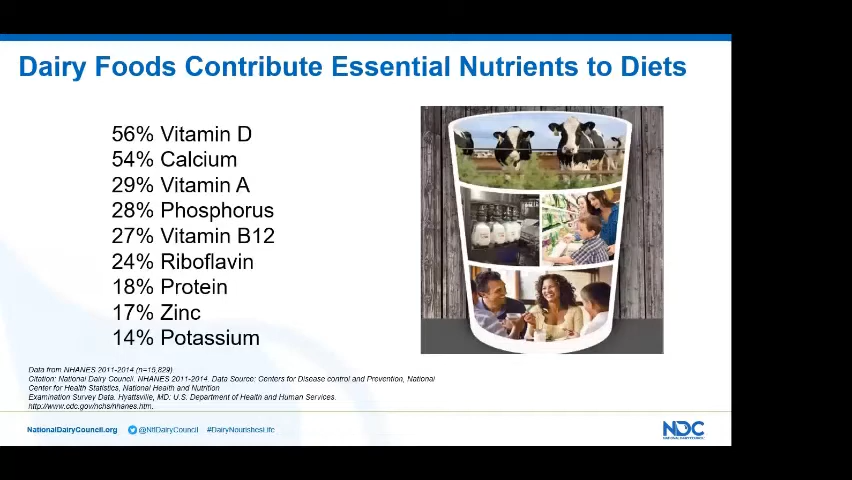 Dairy Foods Contribute Essential Nutrients to Diets
56% Vitamin D
54% Calcium
29% Vitamin A
28% Phosphorus
27% Vitamin B12
24% Riboflavin
18% Protein
17% Zinc
14% Potassium
Data from NHANES 2011-2014 (n=15,829)
Citation: National Dairy Council. NHANES 2011-2014. Data Source: Centers for Disease control and Prevention, National
Center for Health Statistics, National Health and Nutrition
Examination Survey Data. Hyattsville, MD: U.S. Department of Health and Human Services.
http://www.cdc.gov/nchs/nhanes.htm.
NationalDairyCouncil.org @NtlDairyCouncil #DairyNourishesLife
NDC
NATIONAL DAIRY COUNCIL